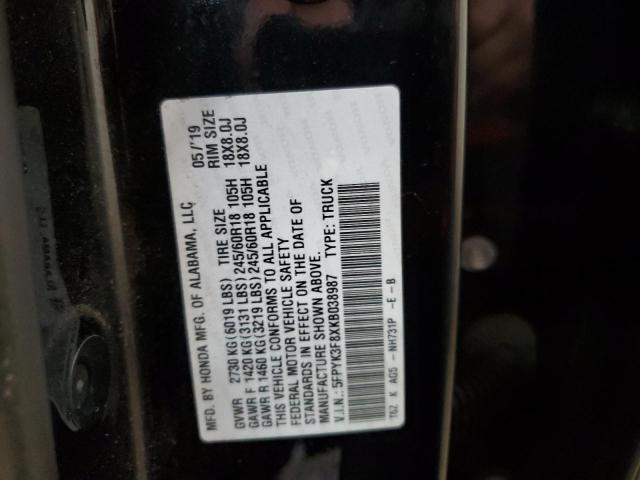 MFD. BY HONDA MFG. OF ALABAMA, LLC 05/'19
TIRE SIZE RIM SIZE
GVWR 2730 KG(6019 LBS)
GAWR F 1420 KG(3131 LBS)245/60R18 105H 18X8.0J
GAWR R 1460 KG(3219 LBS)245/60R18 105H 18X8.0J
THIS VEHICLE CONFORMS TO ALL APPLICABLE
FEDERAL MOTOR VEHICLE SAFETY
STANDARDS IN EFFECT ON THE DATE OF
MANUFACTURE SHOWN ABOVE.
V.I.N.: 5FPYK3F8XKB038987 TYPE: TRUCK
T6Z K AG5 - NH731P -E - B